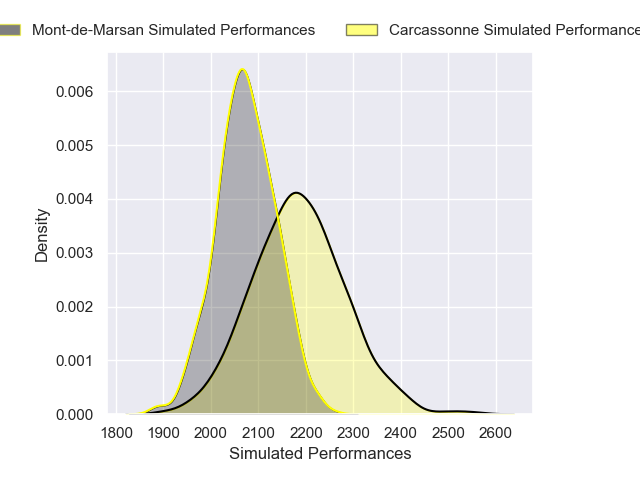 Mont-de-Marsan Simulated Performances Carcassonne Simulated Performance
0.006
0.005
0.004
0.003
0.002
0.001
0.000
Density
1800 1900 2000 2100 2200 2300 2400 2500 2600
Simulated Performances